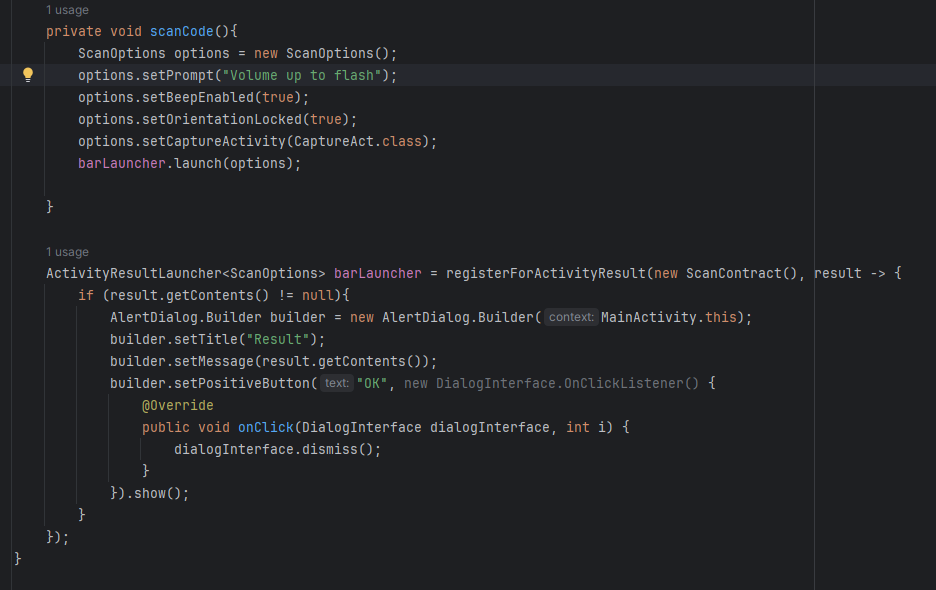 1 usage
private void scanCode(){
ScanOptions options = new ScanOptions();
options.setPrompt("Volume up to flash");
options.setBeepEnabled(true);
options.setOrientationLocked(true);
options.setCaptureActivity(CaptureAct.class);
barLauncher.launch(options);
}
1 usage
ActivityResultLauncher<ScanOptions> barLauncher = registerForActivityResult(new ScanContract(), result -> {
if (result.getContents() != null){
AlertDialog.Builder builder = new AlertDialog.Builder( context: MainActivity.this);
builder.setTitle("Result");
builder.setMessage(result.getContents());
builder.setPositiveButton( text: "OK", new DialogInterface.OnClickListener() {
@Override
public void onClick(DialogInterface dialogInterface, int i) {
dialogInterface.dismiss();
}
}).show();
}
});
}